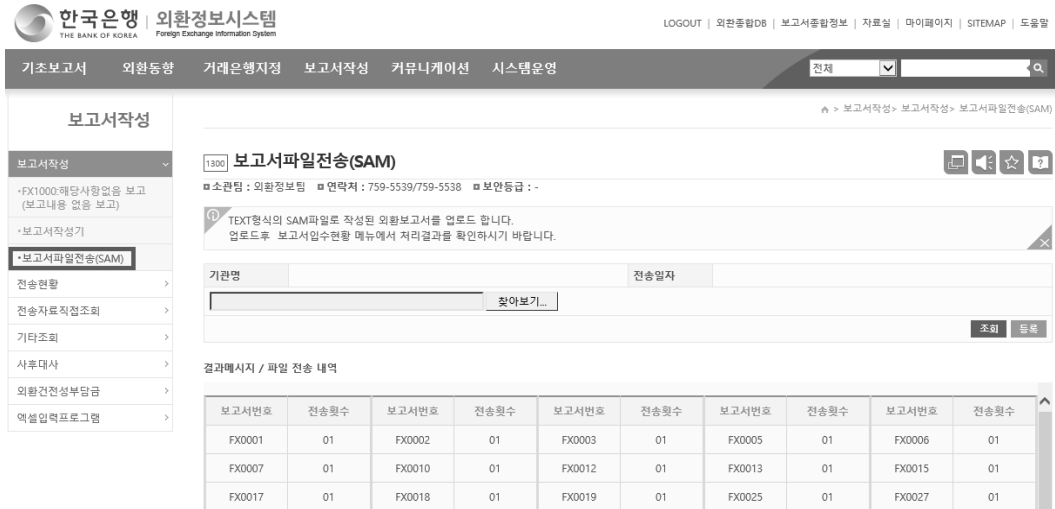 한국은행
THE BANK OF KOREA
외환정보시스템
Foreign Exchange Information System
LOGOUT | 외환종합DB | 보고서종합정보 | 자료실 | 마이페이지 | SITEMAP | 도움말
기초보고서 외환동향 거래은행지정 보고서작성 커뮤니케이션 시스템운영
전체
> 보고서작성> 보고서작성> 보고서파일전송(SAM)
보고서작성
보고서작성
•FX1000:해당사항없음 보고
(보고내용 없음 보고)
•보고서작성기
•보고서파일전송(SAM)
전송현황
전송자료직접조회
기타조회
사후대사
외환건전성부담금
엑셀입력프로그램
1300 보고서파일전송(SAM)
소관팀 : 외환정보팀 연락처 : 759-5539/759-5538 보안등급 : -
TEXT형식의 SAM파일로 작성된 외환보고서를 업로드 합니다.
업로드후 보고서입수현황 메뉴에서 처리결과를 확인하시기 바랍니다.
기관명 전송일자
찾아보기...
조회 등록
결과메시지 / 파일 전송 내역
보고서번호 전송횟수 보고서번호 전송횟수 보고서번호 전송횟수 보고서번호 전송횟수 보고서번호 전송횟수
FX0001 01 FX0002 01 FX0003 01 FX0005 01 FX0006 01
FX0007 01 FX0010 01 FX0012 01 FX0013 01 FX0015 01
FX0017 01 FX0018 01 FX0019 01 FX0025 01 FX0027 01